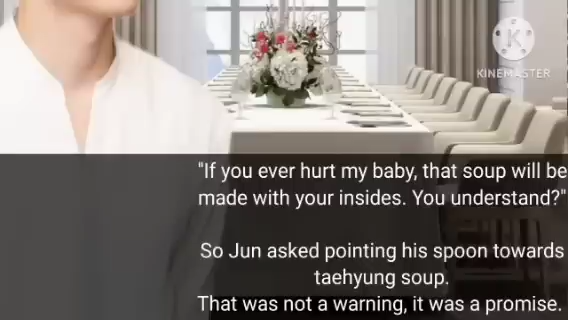 KINEMASTER
"If you ever hurt my baby, that soup will be
made with your insides. You understand?"
So Jun asked pointing his spoon towards
taehyung soup.
That was not a warning, it was a promise.